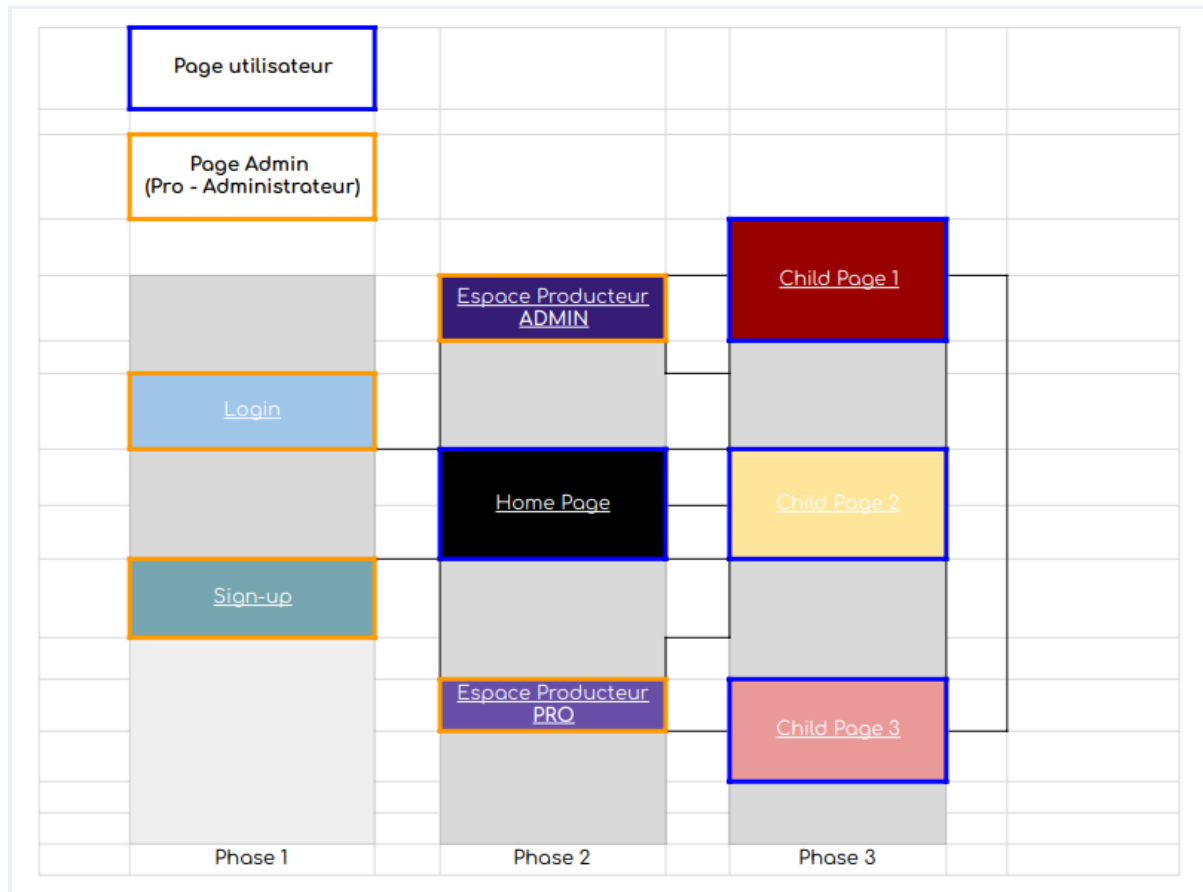 Page utilisateur
Page Admin
(Pro - Administrateur)
Child Page 1
Espace Producteur
ADMIN
Login
Home Page
Child Page 2
Sign-up
Espace Producteur
PRO
Child Page 3
Phase 1
Phase 2
Phase 3